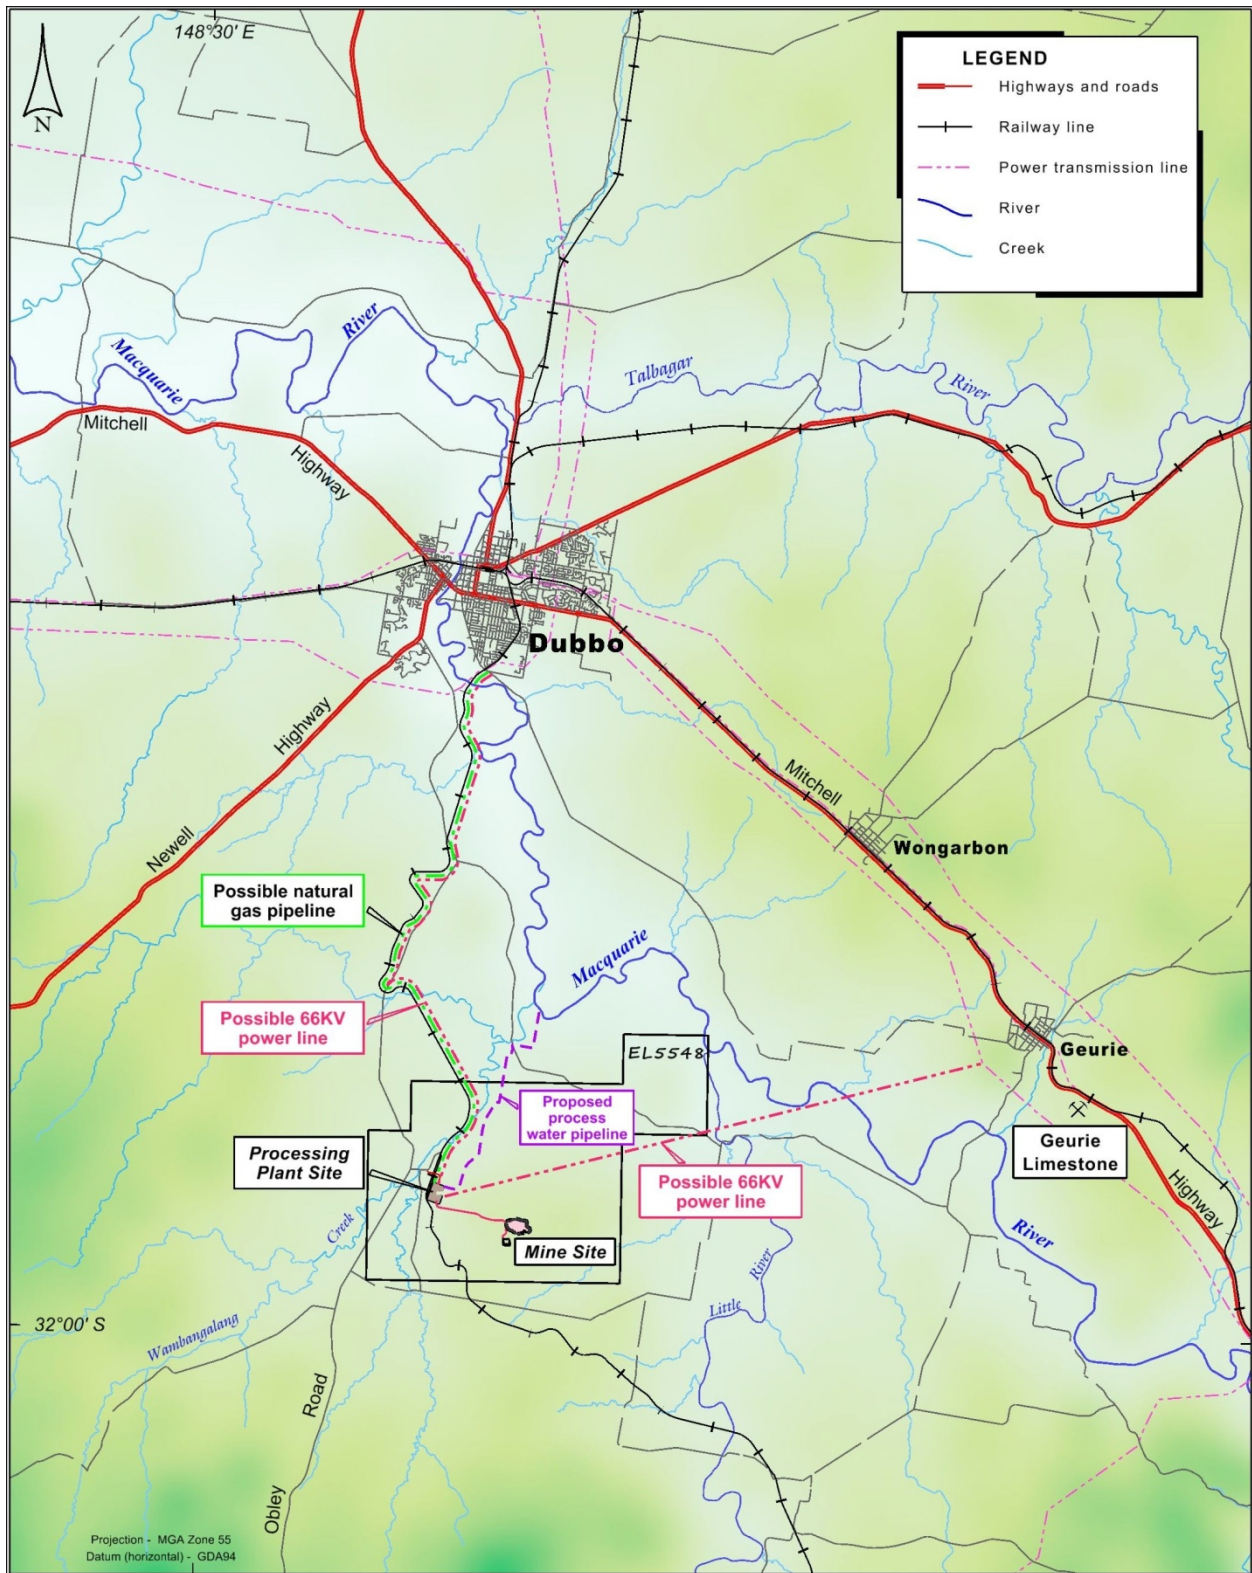 148°30' E
N
LEGEND
Highways and roads
Railway line
Power transmission line
River
Creek
Macquarie
River
Talbagar
River
Mitchell
Highway
Dubbo
Newell
Highway
Mitchell
Wongarbon
Possible natural
gas pipeline
Macquarie
Possible 66KV
power line
EL5548
Geurie
Proposed
process
water pipeline
Processing
Plant Site
Geurie
Limestone
Possible 66KV
power line
Highway
Mine Site
Creek
River
River
Little
Wambangalang
32°00' S
Road
Obley
Projection - MGA Zone 55
Datum (horizontal) - GDA94